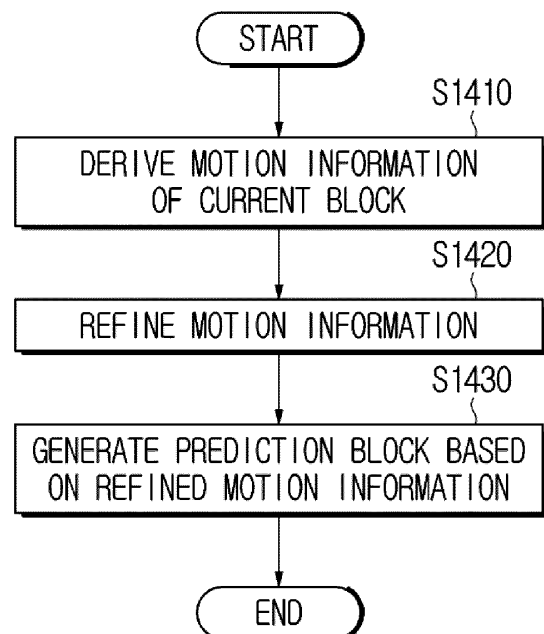 START
S1410
DERIVE MOTION INFORMATION
OF CURRENT BLOCK
S1420
REFINE MOTION INFORMATION
S1430
GENERATE PREDICTION BLOCK BASED
ON REFINED MOTION INFORMATION
END